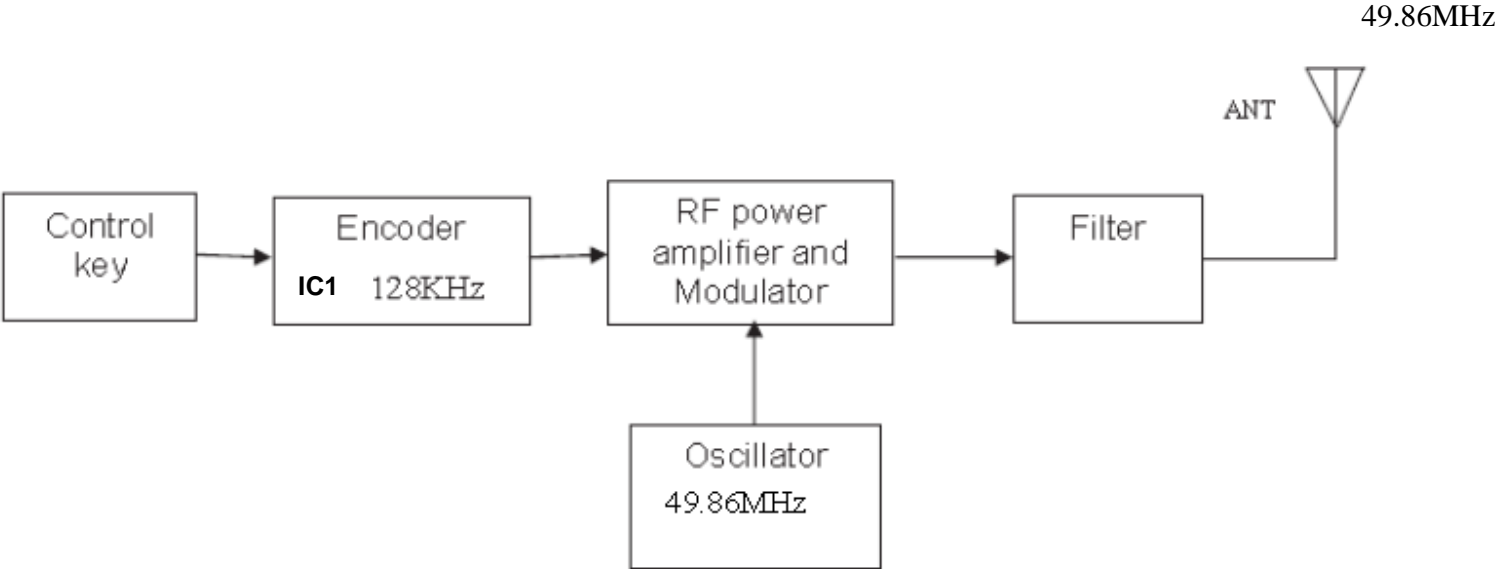 49.86MHz
ANT
Control
key
Encoder
IC1 128KHz
RF power
amplifier and
Modulator
Filter
Oscillator
49.86MHz